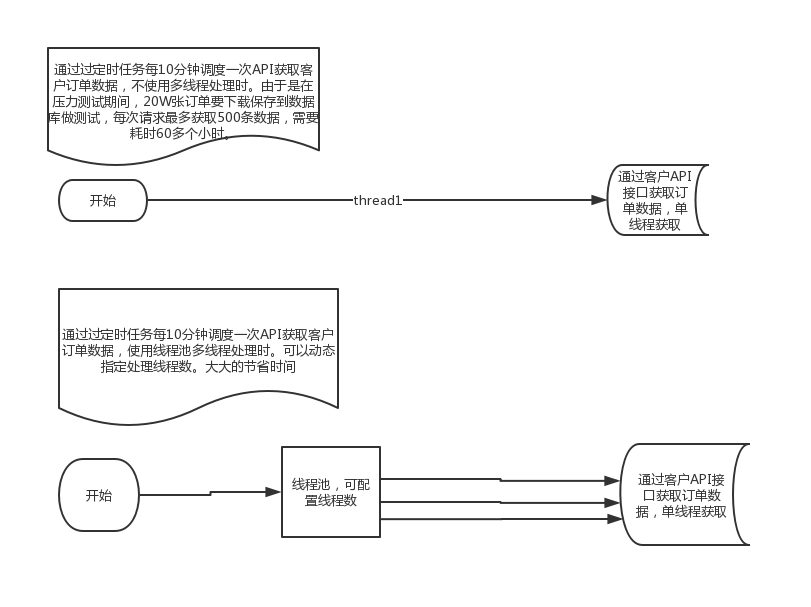 通过过定时任务每10分钟调度一次API获取客
户订单数据，不使用多线程处理时。由于是在
压力测试期间，20W张订单要下载保存到数据
库做测试，每次请求最多获取500条数据，需要
耗时60多个小时。
开始
thread1
通过客户API
接口获取订
单数据，单
线程获取
通过过定时任务每10分钟调度一次API获取客户
订单数据，使用线程池多线程处理时。可以动态
指定处理线程数。大大的节省时间
开始
线程池，可配
置线程数
通过客户API接
口获取订单数
据，单线程获取